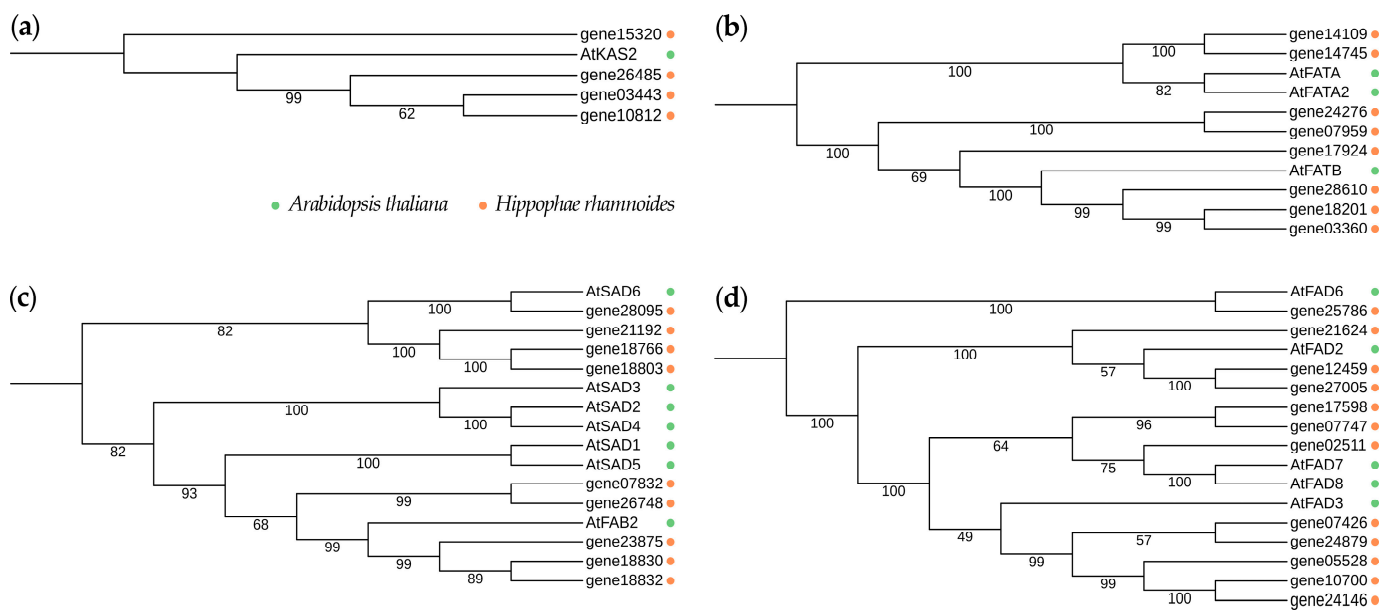 (a)
gene15320
AtKAS2
gene26485
99
gene03443
62
gene10812
Arabidopsis thaliana
Hippophae rhamnoides
(b)
gene14109
100
gene14745
100
AtFATA
82
AtFATA2
gene24276
100
gene07959
100
gene17924
69
AtFATB
100
gene28610
99
gene18201
99
gene03360
(c)
AtSAD6
100
gene28095
82
gene21192
100
gene18766
100
gene18803
AtSAD3
100
AtSAD2
100
AtSAD4
82
AtSAD1
100
AtSAD5
93
gene07832
99
gene26748
68
AtFAB2
99
gene23875
99
gene18830
89
gene18832
(d)
AtFAD6
100
gene25786
gene21624
100
AtFAD2
57
gene12459
100
gene27005
100
gene17598
96
gene07747
64
gene02511
75
AtFAD7
100
AtFAD8
100
AtFAD3
49
gene07426
57
gene24879
99
gene05528
99
gene10700
100
gene24146